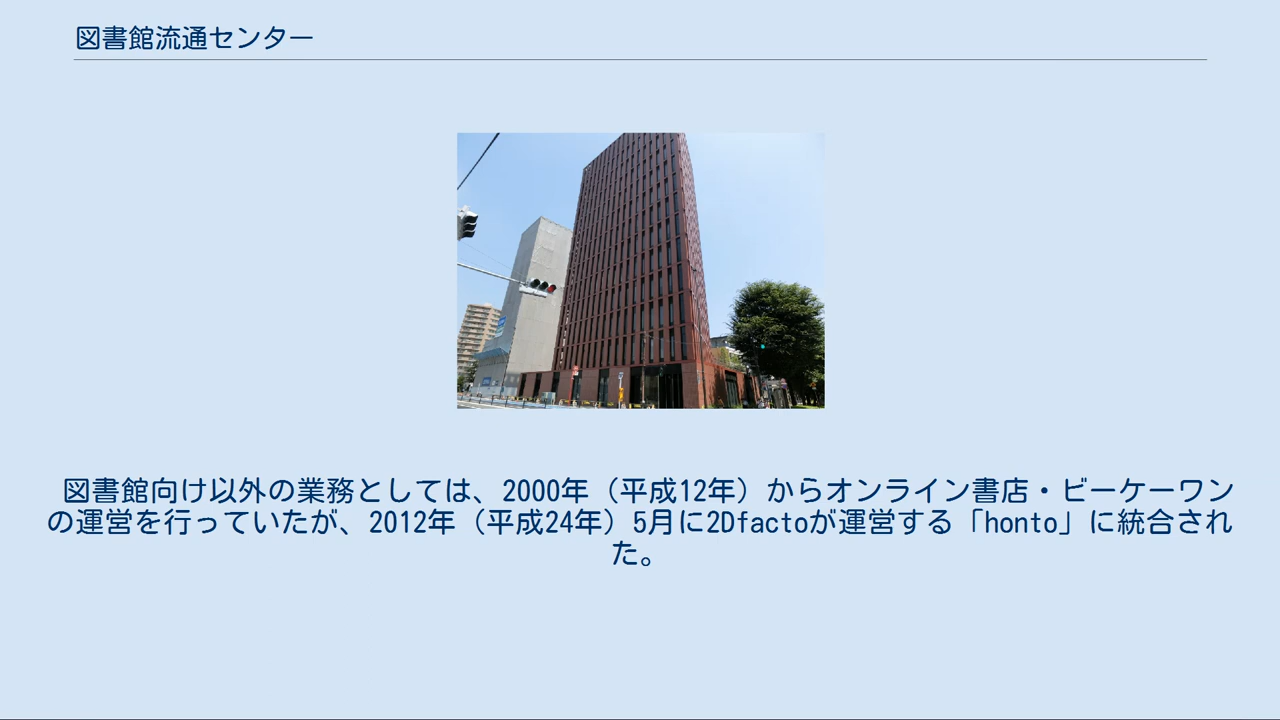 図書館流通センター
図書館向け以外の業務としては、2000年（平成12年）からオンライン書店・ビーケーワン
の運営を行っていたが、2012年（平成24年）5月に2Dfactoが運営する「honto」に統合され
た。